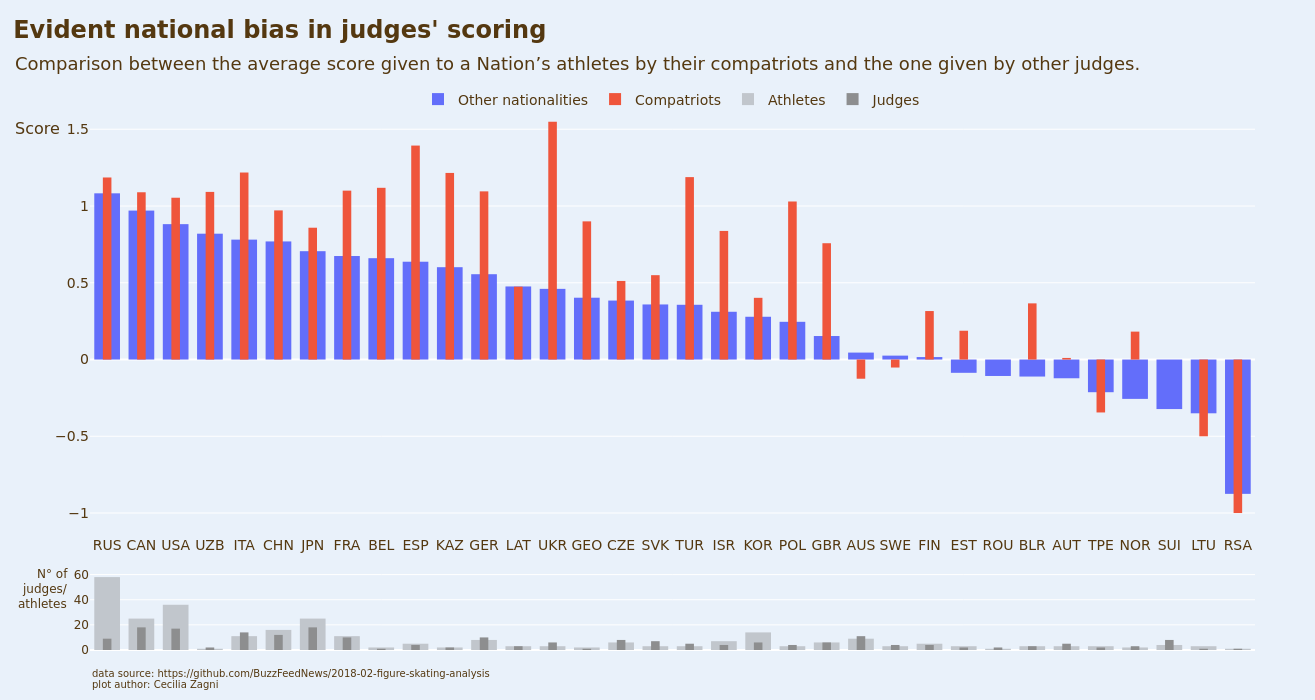 Evident national bias in judges' scoring
Comparison between the average score given to a Nation’s athletes by their compatriots and the one given by other judges.
Other nationalities Compatriots Athletes Judges
Score 1.5
1
0.5
0
−0.5
−1
RUS CAN USA UZB ITA CHN JPN FRA BEL ESP KAZ GER LAT UKR GEO CZE SVK TUR ISR KOR POL GBR AUS SWE FIN EST ROU BLR AUT TPE NOR SUI LTU RSA
N° of
judges/
athletes
60
40
20
0
data source: https://github.com/BuzzFeedNews/2018-02-figure-skating-analysis
plot author: Cecilia Zagni